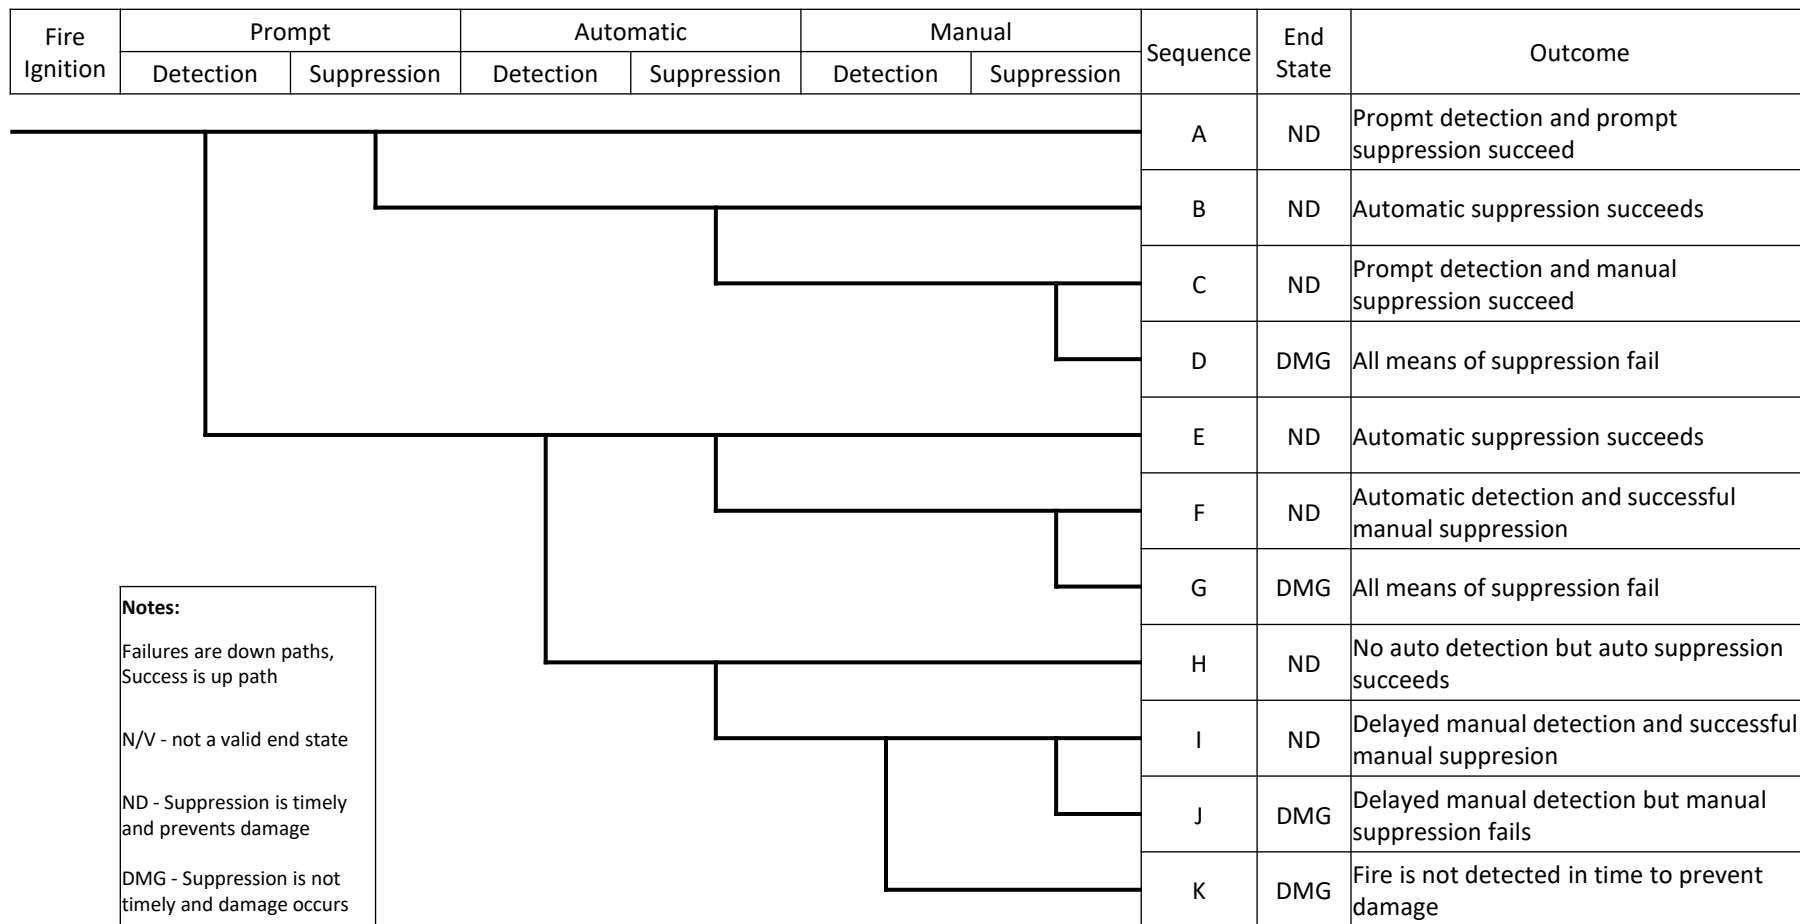 Fire
Ignition
Prompt
Automatic
Manual
Sequence
End
State
Outcome
Detection
Suppression
Detection
Suppression
Detection
Suppression
A
ND
Propmt detection and prompt
suppression succeed
B
ND
Automatic suppression succeeds
C
ND
Prompt detection and manual
suppression succeed
D
DMG
All means of suppression fail
E
ND
Automatic suppression succeeds
F
ND
Automatic detection and successful
manual suppression
G
DMG
All means of suppression fail
H
ND
No auto detection but auto suppression
succeeds
I
ND
Delayed manual detection and successful
manual suppresion
J
DMG
Delayed manual detection but manual
suppression fails
K
DMG
Fire is not detected in time to prevent
damage
Notes:
Failures are down paths,
Success is up path
N/V - not a valid end state
ND - Suppression is timely
and prevents damage
DMG - Suppression is not
timely and damage occurs